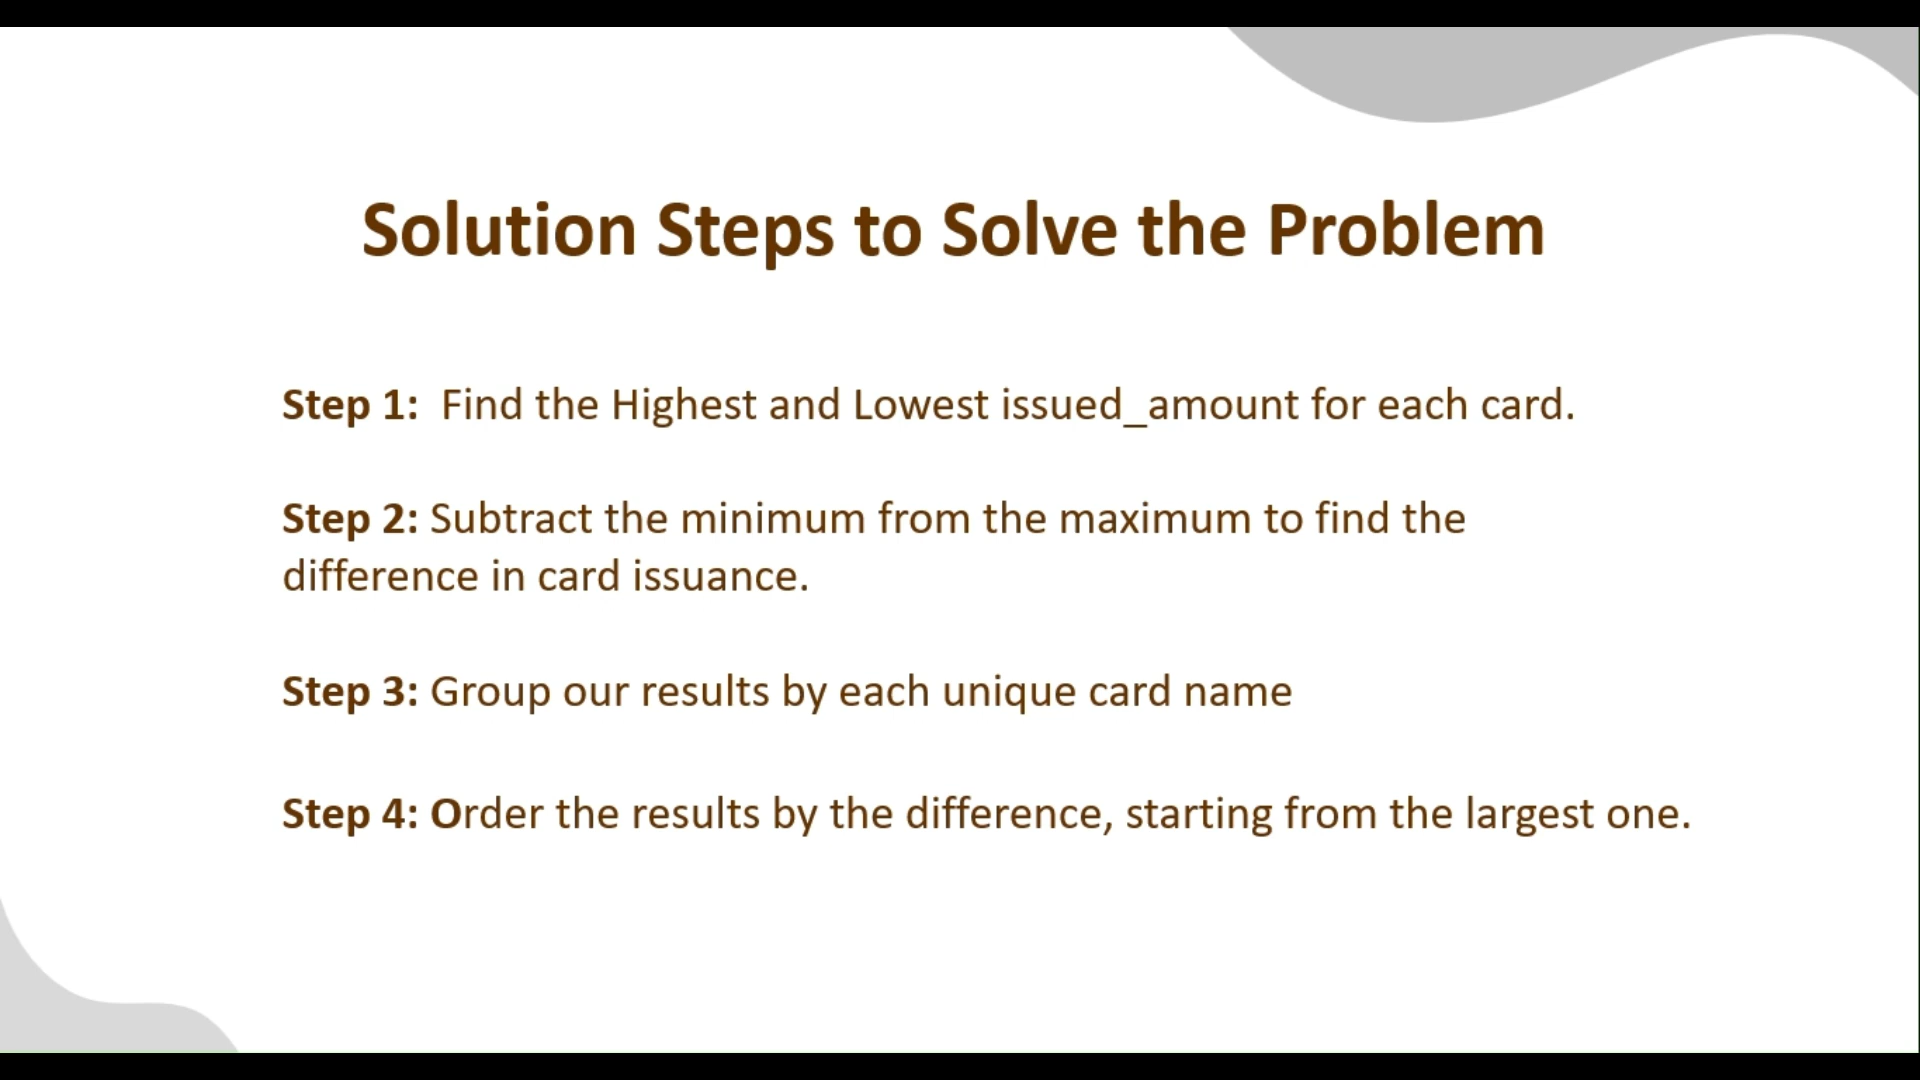 Solution Steps to Solve the Problem
Step 1: Find the Highest and Lowest issued_amount for each card.
Step 2: Subtract the minimum from the maximum to find the
difference in card issuance.
Step 3: Group our results by each unique card name
Step 4: Order the results by the difference, starting from the largest one.